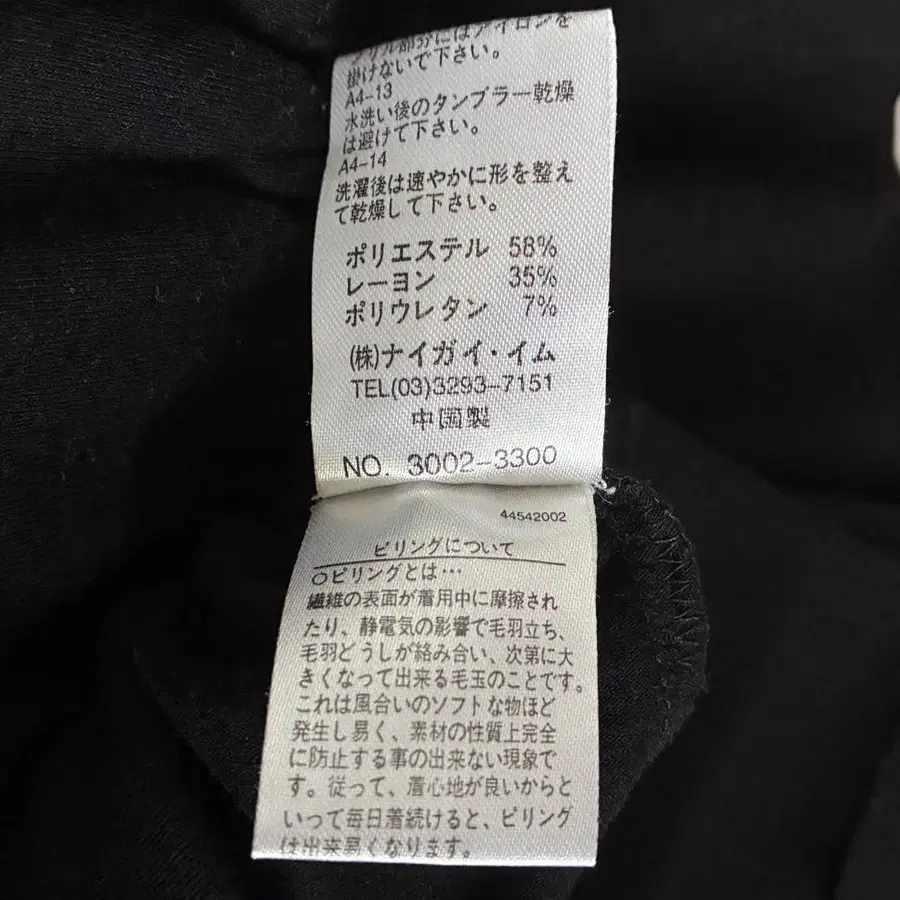 フリル部分にはアイロンを
掛けないで下さい。
A4-13
水洗い後のタンブラー乾燥
は避けて下さい。
A4-14
洗濯後は速やかに形を整え
て乾燥して下さい。
ポリエステル 58%
レーヨン 35%
ポリウレタン 7%
(株)ナイガイ・イム
TEL(03)3293-7151
中国製
NO. 3002-3300
44542002
ピリングについて
○ピリングとは…
繊維の表面が着用中に摩擦され
たり、静電気の影響で毛羽立ち、
毛羽どうしが絡み合い、次第に大
きくなって出来る毛玉のことです。
これは風合いのソフトな物ほど
発生し易く、素材の性質上完全
に防止する事の出来ない現象で
す。従って、着心地が良いからと
いって毎日着続けると、ピリング
は出来易くなります。